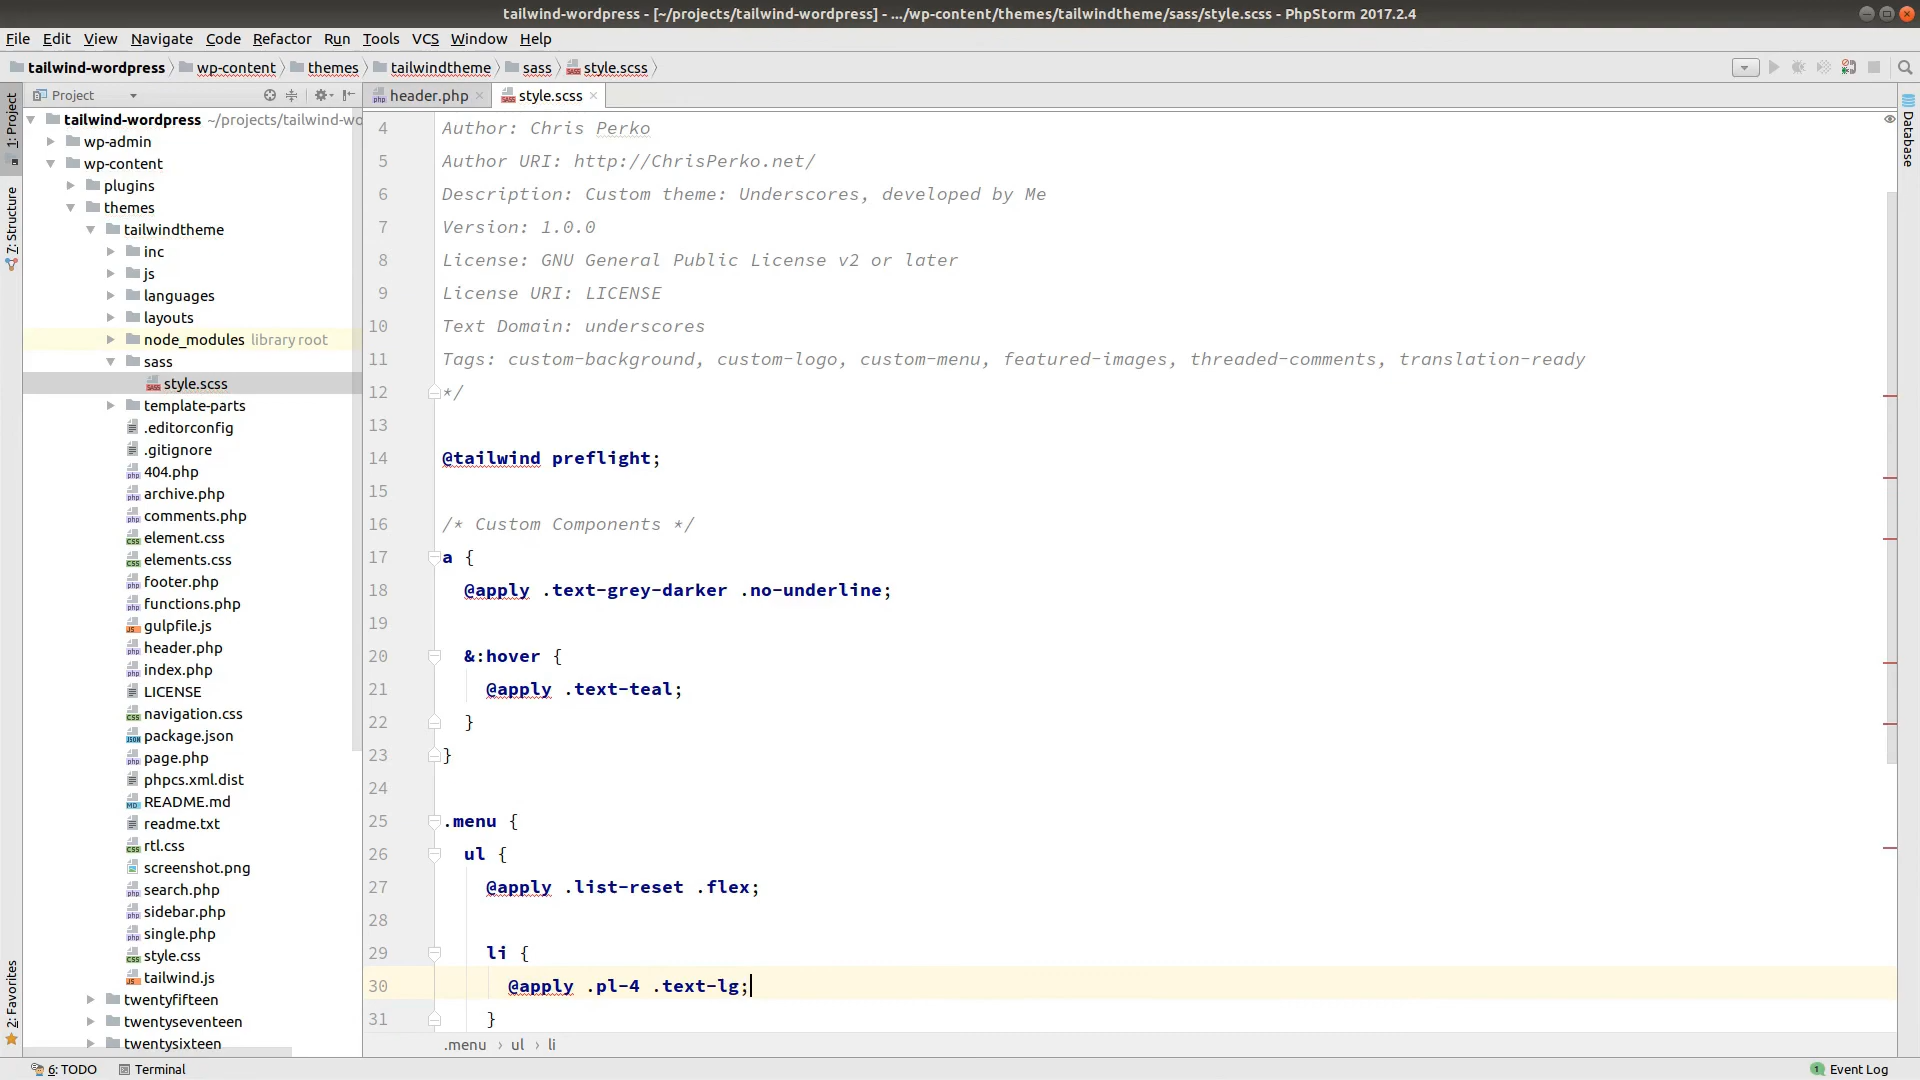 tailwind-wordpress - [~/projects/tailwind-wordpress] - .../wp-content/themes/tailwindtheme/sass/style.scss - PhpStorm 2017.2.4
File Edit View Navigate Code Refactor Run Tools VCS Window Help
tailwind-wordpress wp-content themes tailwindtheme sass style.scss
Project
header.php style.scss
1: Project
7: Structure
2: Favorites
tailwind-wordpress ~/projects/tailwind-wo
wp-admin
wp-content
plugins
themes
tailwindtheme
inc
js
languages
layouts
node_modules library root
sass
style.scss
template-parts
.editorconfig
.gitignore
404.php
archive.php
comments.php
element.css
elements.css
footer.php
functions.php
gulpfile.js
header.php
index.php
LICENSE
navigation.css
package.json
page.php
phpcs.xml.dist
README.md
readme.txt
rtl.css
screenshot.png
search.php
sidebar.php
single.php
style.css
tailwind.js
twentyfifteen
twentyseventeen
twentysixteen
4 Author: Chris Perko
5 Author URI: http://ChrisPerko.net/
6 Description: Custom theme: Underscores, developed by Me
7 Version: 1.0.0
8 License: GNU General Public License v2 or later
9 License URI: LICENSE
10 Text Domain: underscores
11 Tags: custom-background, custom-logo, custom-menu, featured-images, threaded-comments, translation-ready
12 */
13
14 @tailwind preflight;
15
16 /* Custom Components */
17 a {
18 @apply .text-grey-darker .no-underline;
19
20 &:hover {
21 @apply .text-teal;
22 }
23 }
24
25 .menu {
26 ul {
27 @apply .list-reset .flex;
28
29 li {
30 @apply .pl-4 .text-lg;
31 }
.menu › ul › li
Database
6: TODO Terminal
1 Event Log